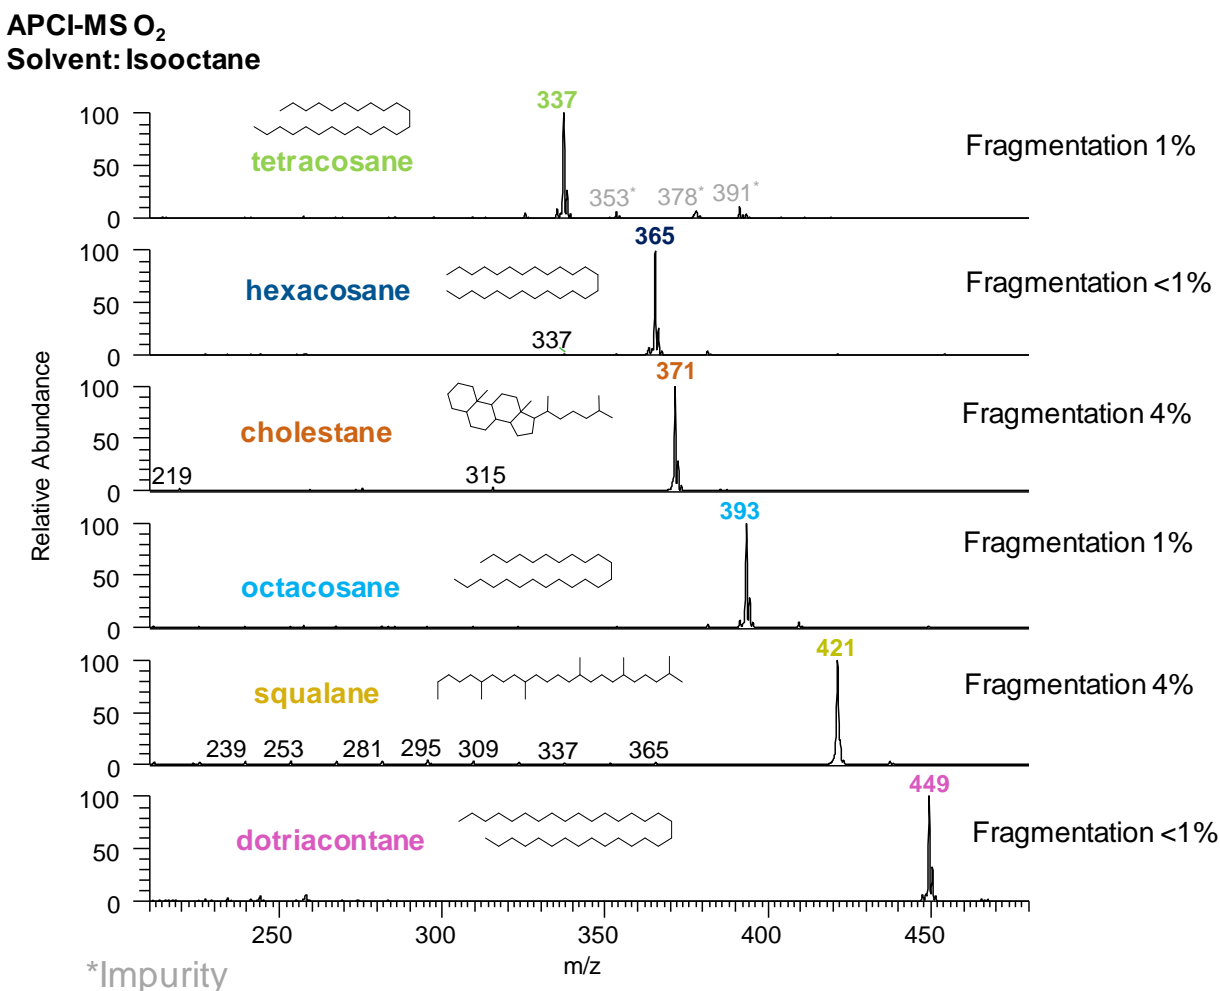 APCI-MS O₂
Solvent: Isooctane
337
100
50
0
tetracosane
353*
378*
391*
Fragmentation 1%
365
100
50
0
hexacosane
337
Fragmentation <1%
371
100
50
0
cholestane
219
315
Fragmentation 4%
393
100
50
0
octacosane
Fragmentation 1%
421
100
50
0
squalane
239
253
281
295
309
337
365
Fragmentation 4%
449
100
50
0
dotriacontane
Fragmentation <1%
Relative Abundance
250
300
350
400
450
m/z
*Impurity